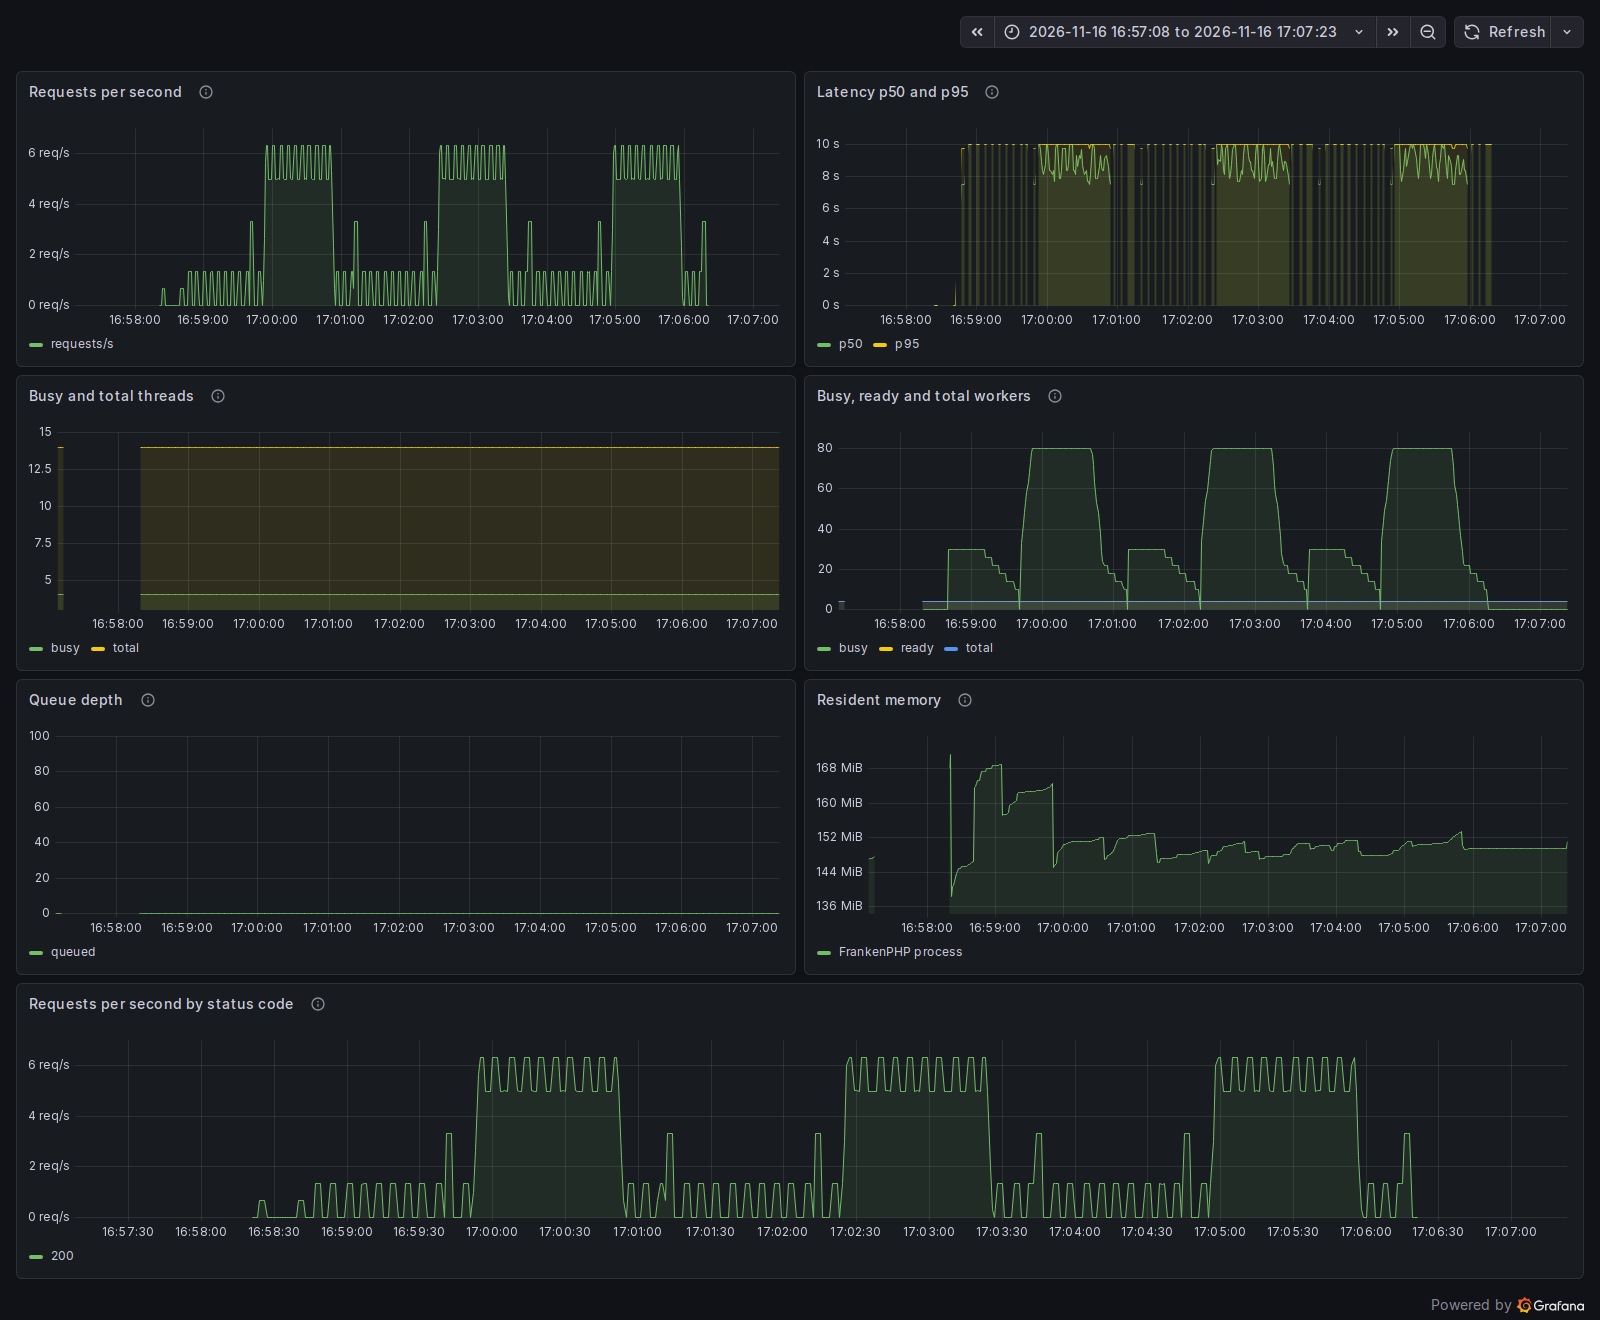 2026-11-16 16:57:08 to 2026-11-16 17:07:23
Refresh
Requests per second
6 req/s
4 req/s
2 req/s
0 req/s
16:58:00 16:59:00 17:00:00 17:01:00 17:02:00 17:03:00 17:04:00 17:05:00 17:06:00 17:07:00
requests/s
Latency p50 and p95
10 s
8 s
6 s
4 s
2 s
0 s
16:58:00 16:59:00 17:00:00 17:01:00 17:02:00 17:03:00 17:04:00 17:05:00 17:06:00 17:07:00
p50 p95
Busy and total threads
15
12.5
10
7.5
5
16:58:00 16:59:00 17:00:00 17:01:00 17:02:00 17:03:00 17:04:00 17:05:00 17:06:00 17:07:00
busy total
Busy, ready and total workers
80
60
40
20
0
16:58:00 16:59:00 17:00:00 17:01:00 17:02:00 17:03:00 17:04:00 17:05:00 17:06:00 17:07:00
busy ready total
Queue depth
100
80
60
40
20
0
16:58:00 16:59:00 17:00:00 17:01:00 17:02:00 17:03:00 17:04:00 17:05:00 17:06:00 17:07:00
queued
Resident memory
168 MiB
160 MiB
152 MiB
144 MiB
136 MiB
16:58:00 16:59:00 17:00:00 17:01:00 17:02:00 17:03:00 17:04:00 17:05:00 17:06:00 17:07:00
FrankenPHP process
Requests per second by status code
6 req/s
4 req/s
2 req/s
0 req/s
16:57:30 16:58:00 16:58:30 16:59:00 16:59:30 17:00:00 17:00:30 17:01:00 17:01:30 17:02:00 17:02:30 17:03:00 17:03:30 17:04:00 17:04:30 17:05:00 17:05:30 17:06:00 17:06:30 17:07:00
200
Powered by Grafana